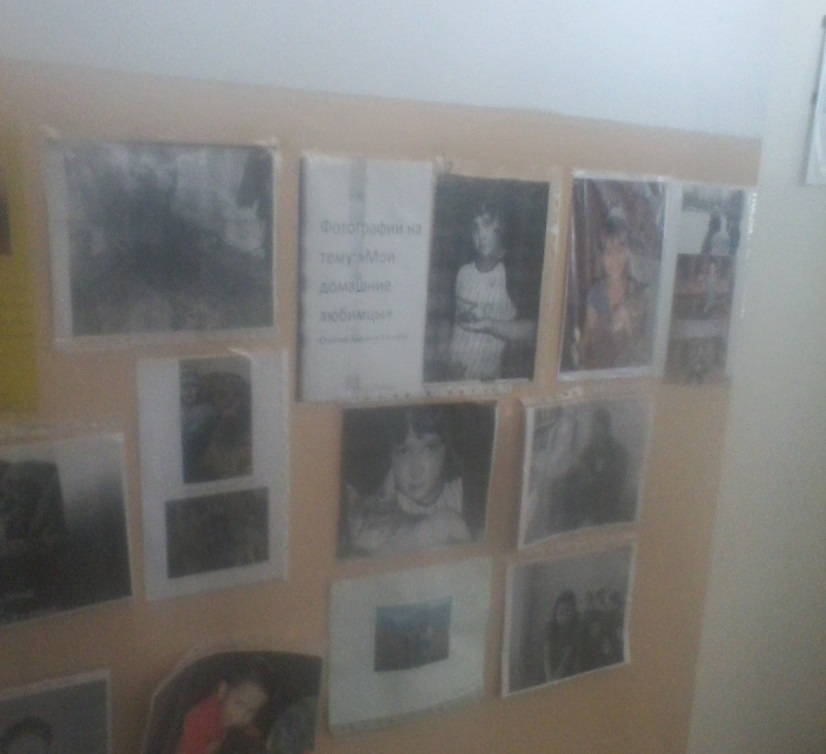 Фотографии на
тему:»Мои
домашние
любимцы»